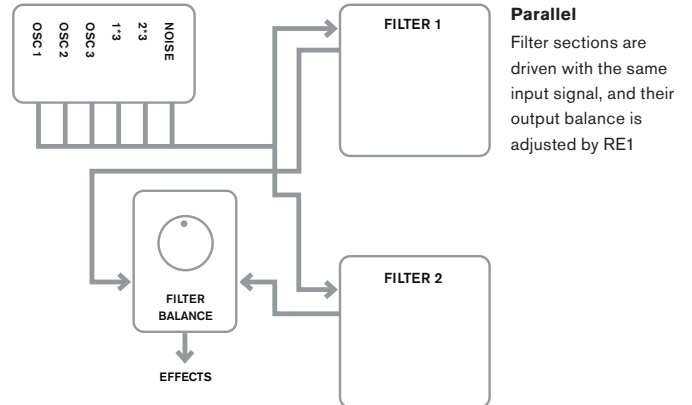 OSC 1
OSC 2
OSC 3
1*3
2*3
NOISE
FILTER 1
Parallel
Filter sections are
driven with the same
input signal, and their
output balance is
adjusted by RE1
FILTER
BALANCE
EFFECTS
FILTER 2